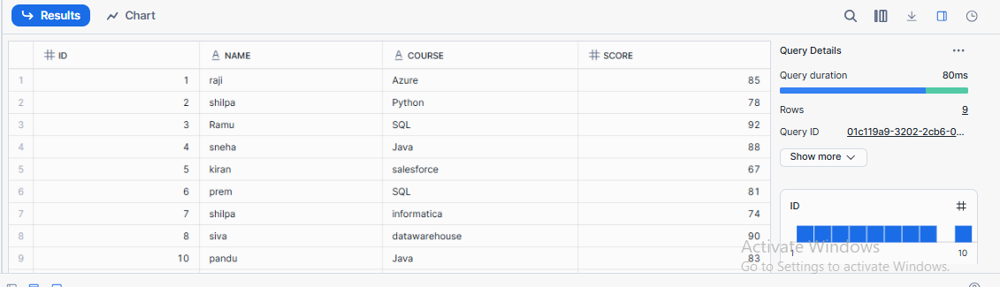 Results Chart
ID NAME COURSE SCORE
1 1 raji Azure 85
2 2 shilpa Python 78
3 3 Ramu SQL 92
4 4 sneha Java 88
5 5 kiran salesforce 67
6 6 prem SQL 81
7 7 shilpa informatica 74
8 8 siva datawarehouse 90
9 10 pandu Java 83
Query Details ...
Query duration 80ms
Rows 9
Query ID 01c119a9-3202-2cb6-0...
Show more
ID #
1 10
Activate Windows
Go to Settings to activate Windows.